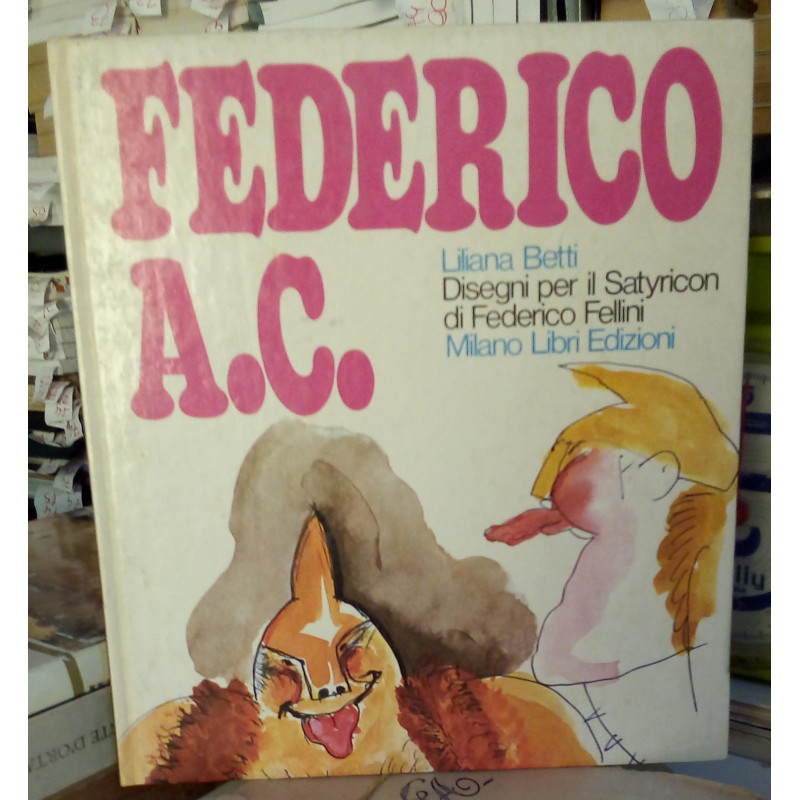 FEDERICO
A.C.
Liliana Betti
Disegni per il Satyricon
di Federico Fellini
Milano Libri Edizioni